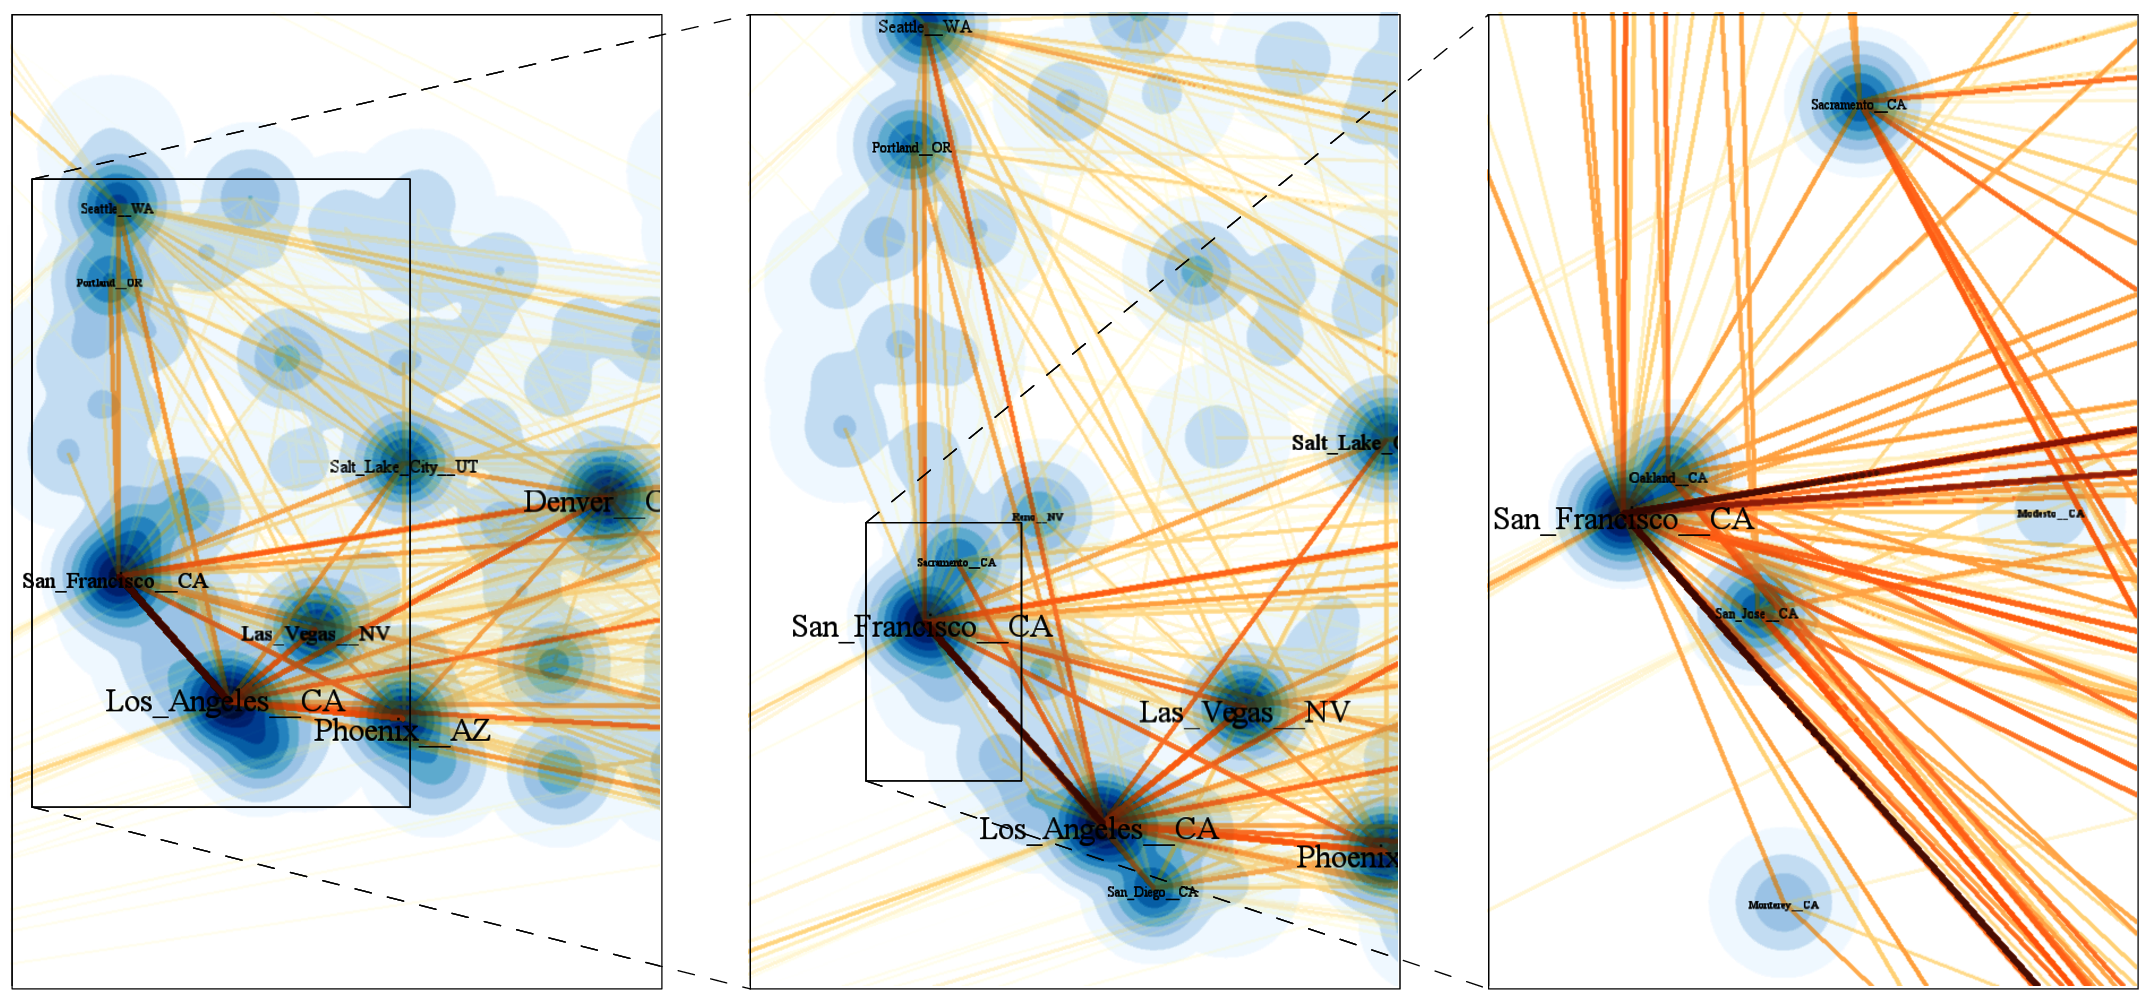 Seattle__WA
Portland__OR
Salt_Lake_City__UT
Denver__C
San_Francisco__CA
Las_Vegas__NV
Los_Angeles__CA
Phoenix__AZ
Seattle__WA
Portland__OR
Salt_Lake_C
Reno__NV
Sacramento__CA
San_Francisco__CA
Las_Vegas__NV
Los_Angeles__CA
Phoenix
San_Diego__CA
Sacramento__CA
Oakland__CA
San_Francisco__CA
Modesto__CA
San_Jose__CA
Monterey__CA